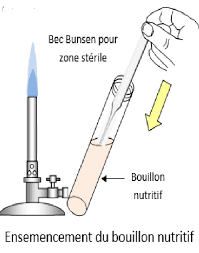 Bec Bunsen pour
zone stérile
Bouillon
nutritif
Ensemencement du bouillon nutritif